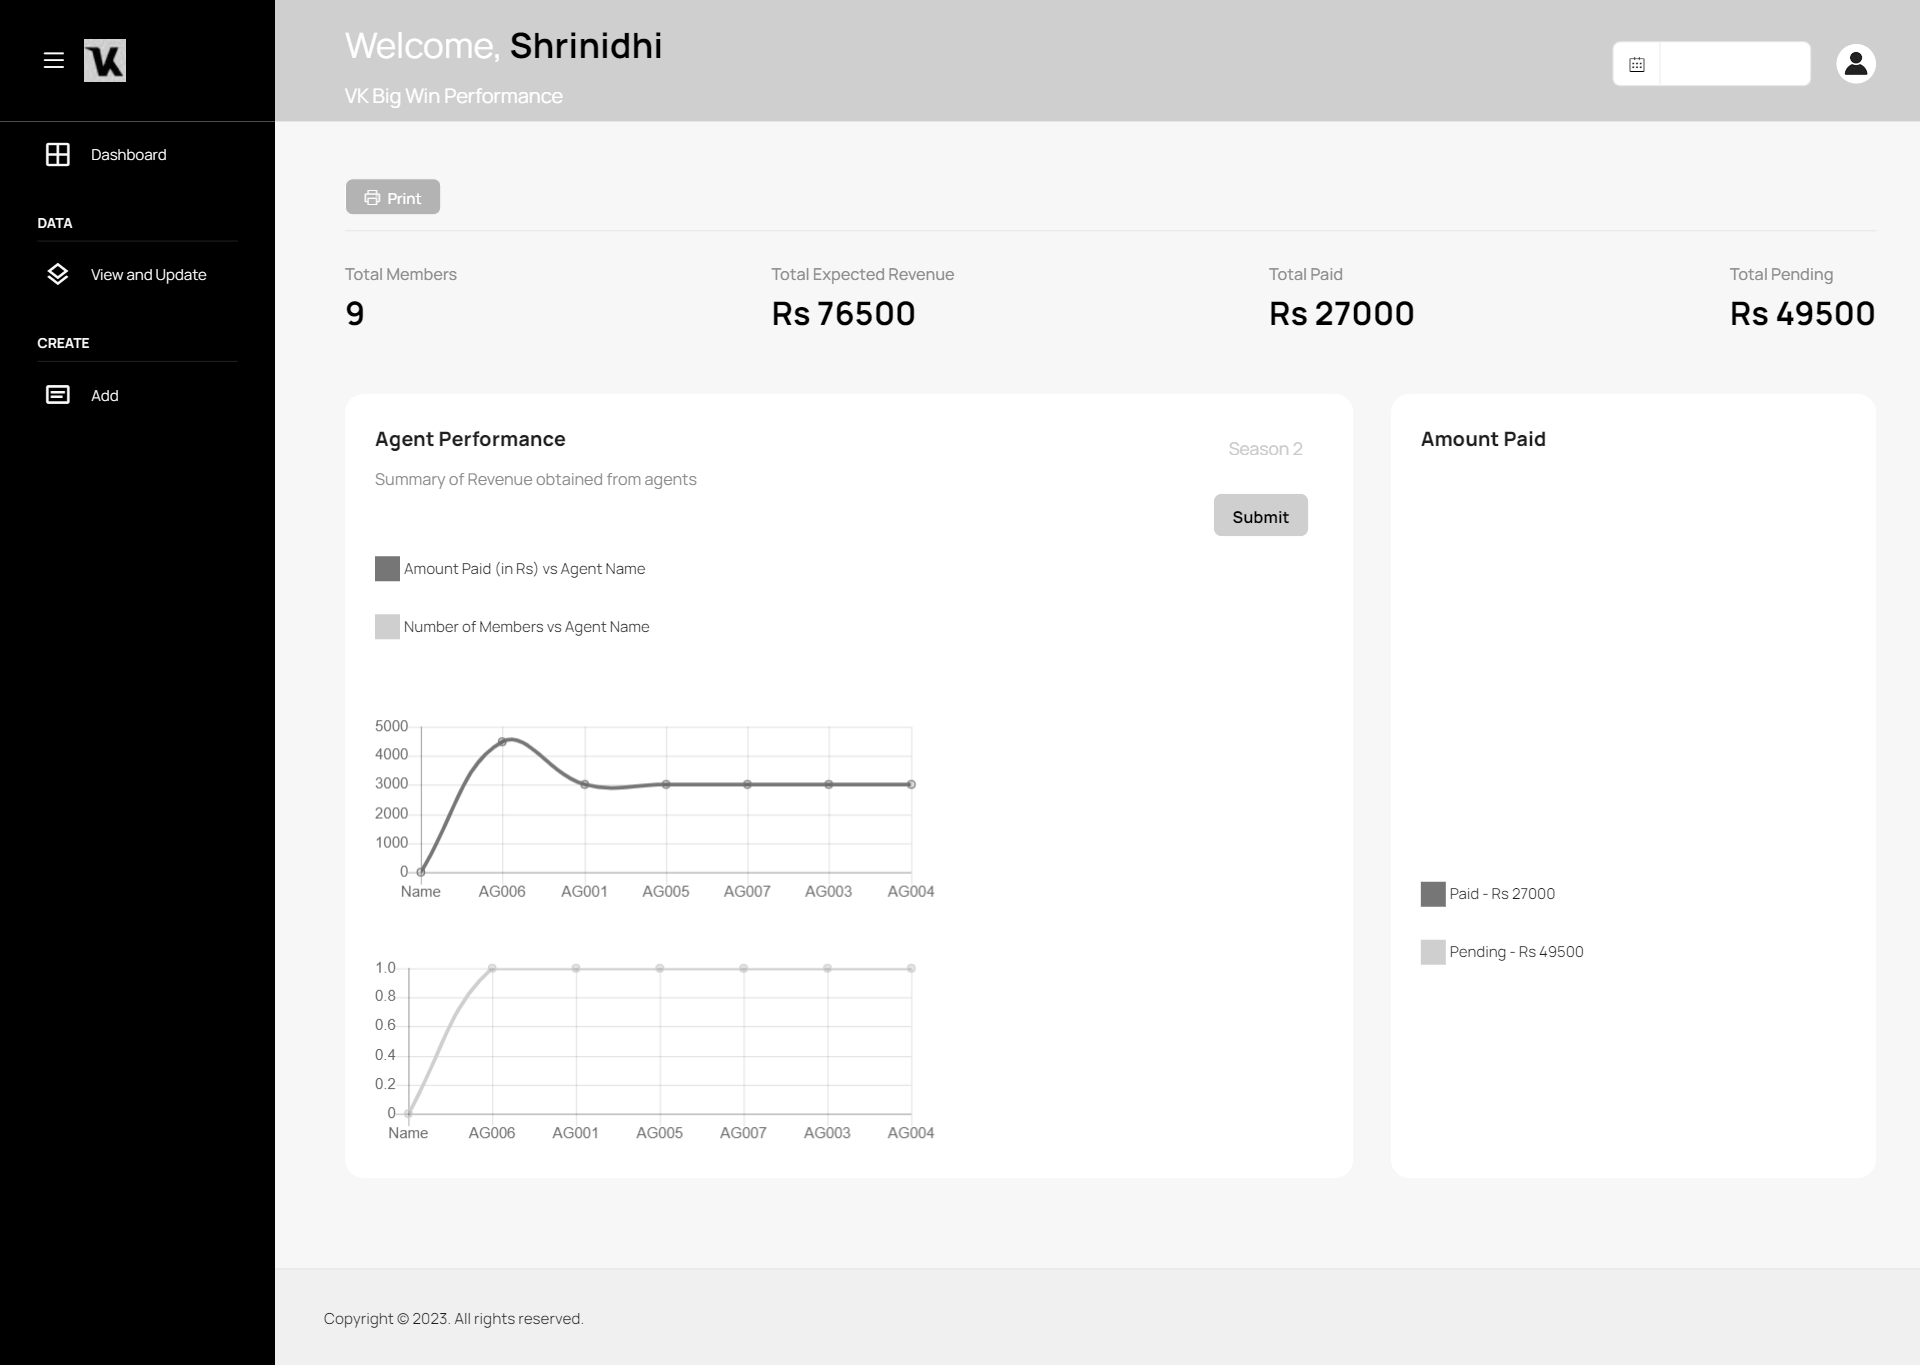 VK
Welcome, Shrinidhi
VK Big Win Performance
Dashboard
DATA
View and Update
CREATE
Add
Print
Total Members
9
Total Expected Revenue
Rs 76500
Total Paid
Rs 27000
Total Pending
Rs 49500
Agent Performance
Summary of Revenue obtained from agents
Season 2
Submit
Amount Paid (in Rs) vs Agent Name
Number of Members vs Agent Name
5000
4000
3000
2000
1000
0
Name AG006 AG001 AG005 AG007 AG003 AG004
1.0
0.8
0.6
0.4
0.2
0
Name AG006 AG001 AG005 AG007 AG003 AG004
Amount Paid
Paid - Rs 27000
Pending - Rs 49500
Copyright © 2023. All rights reserved.